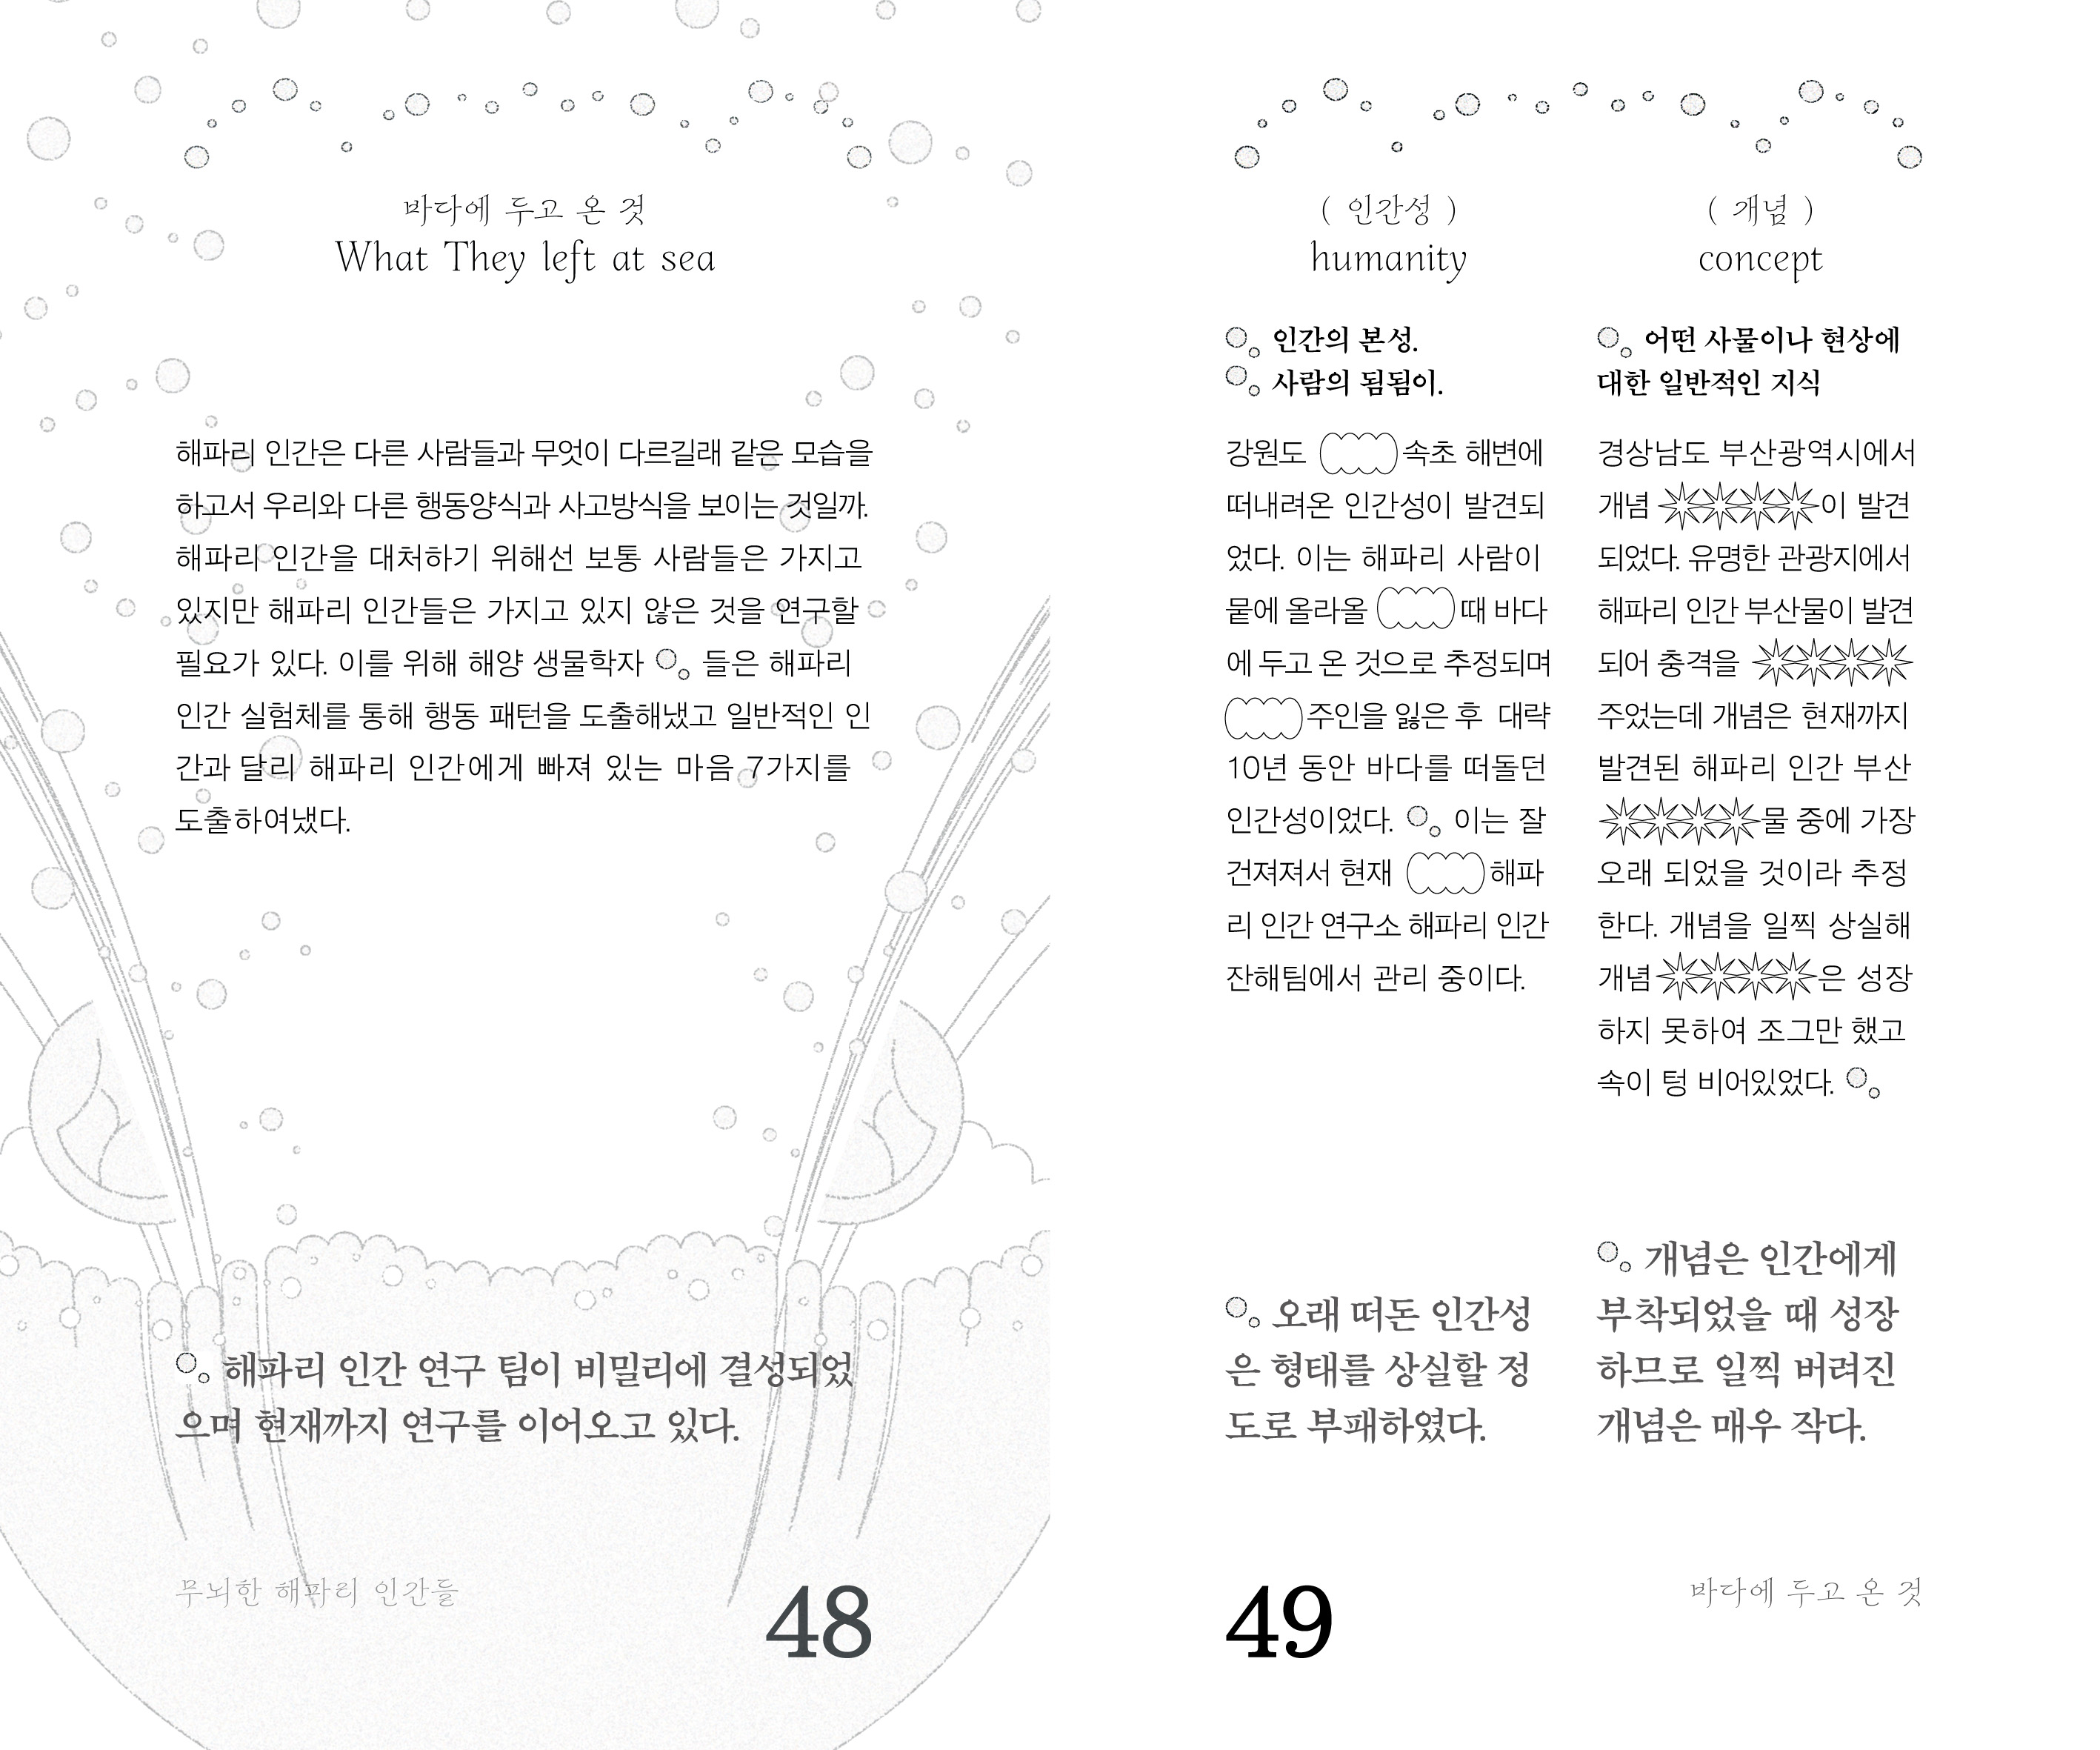 바다에 두고 온 것
What They left at sea
해파리 인간은 다른 사람들과 무엇이 다르길래 같은 모습을
하고서 우리와 다른 행동양식과 사고방식을 보이는 것일까.
해파리 인간을 대처하기 위해선 보통 사람들은 가지고
있지만 해파리 인간들은 가지고 있지 않은 것을 연구할
필요가 있다. 이를 위해 해양 생물학자 들은 해파리
인간 실험체를 통해 행동 패턴을 도출해냈고 일반적인 인
간과 달리 해파리 인간에게 빠져 있는 마음 7가지를
도출하여냈다.
해파리 인간 연구 팀이 비밀리에 결성되었
으며 현재까지 연구를 이어오고 있다.
무뇌한 해파리 인간들
48
( 인간성 )
humanity
인간의 본성.
사람의 됨됨이.
강원도 속초 해변에
떠내려온 인간성이 발견되
었다. 이는 해파리 사람이
뭍에 올라올 때 바다
에 두고 온 것으로 추정되며
주인을 잃은 후 대략
10년 동안 바다를 떠돌던
인간성이었다. 이는 잘
건져져서 현재 해파
리 인간 연구소 해파리 인간
잔해팀에서 관리 중이다.
오래 떠돈 인간성
은 형태를 상실할 정
도로 부패하였다.
( 개념 )
concept
어떤 사물이나 현상에
대한 일반적인 지식
경상남도 부산광역시에서
개념 이 발견
되었다. 유명한 관광지에서
해파리 인간 부산물이 발견
되어 충격을
주었는데 개념은 현재까지
발견된 해파리 인간 부산
물 중에 가장
오래 되었을 것이라 추정
한다. 개념을 일찍 상실해
개념 은 성장
하지 못하여 조그만 했고
속이 텅 비어있었다.
개념은 인간에게
부착되었을 때 성장
하므로 일찍 버려진
개념은 매우 작다.
49
바다에 두고 온 것